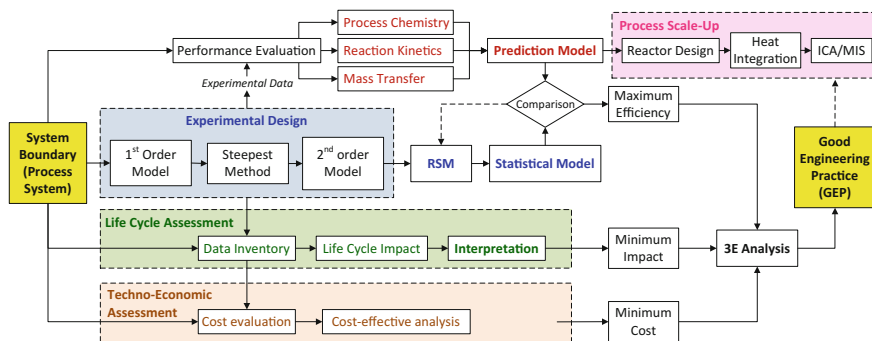 Process Chemistry
Process Scale-Up
Performance Evaluation
Reaction Kinetics
Prediction Model
Reactor Design
Heat
Integration
ICA/MIS
Mass Transfer
Experimental Data
Comparison
Maximum
Efficiency
Experimental Design
System
Boundary
(Process
System)
1st Order
Model
Steepest
Method
2nd order
Model
RSM
Statistical Model
Good
Engineering
Practice
(GEP)
Life Cycle Assessment
Data Inventory
Life Cycle Impact
Interpretation
Minimum
Impact
3E Analysis
Techno-Economic
Assessment
Cost evaluation
Cost-effective analysis
Minimum
Cost